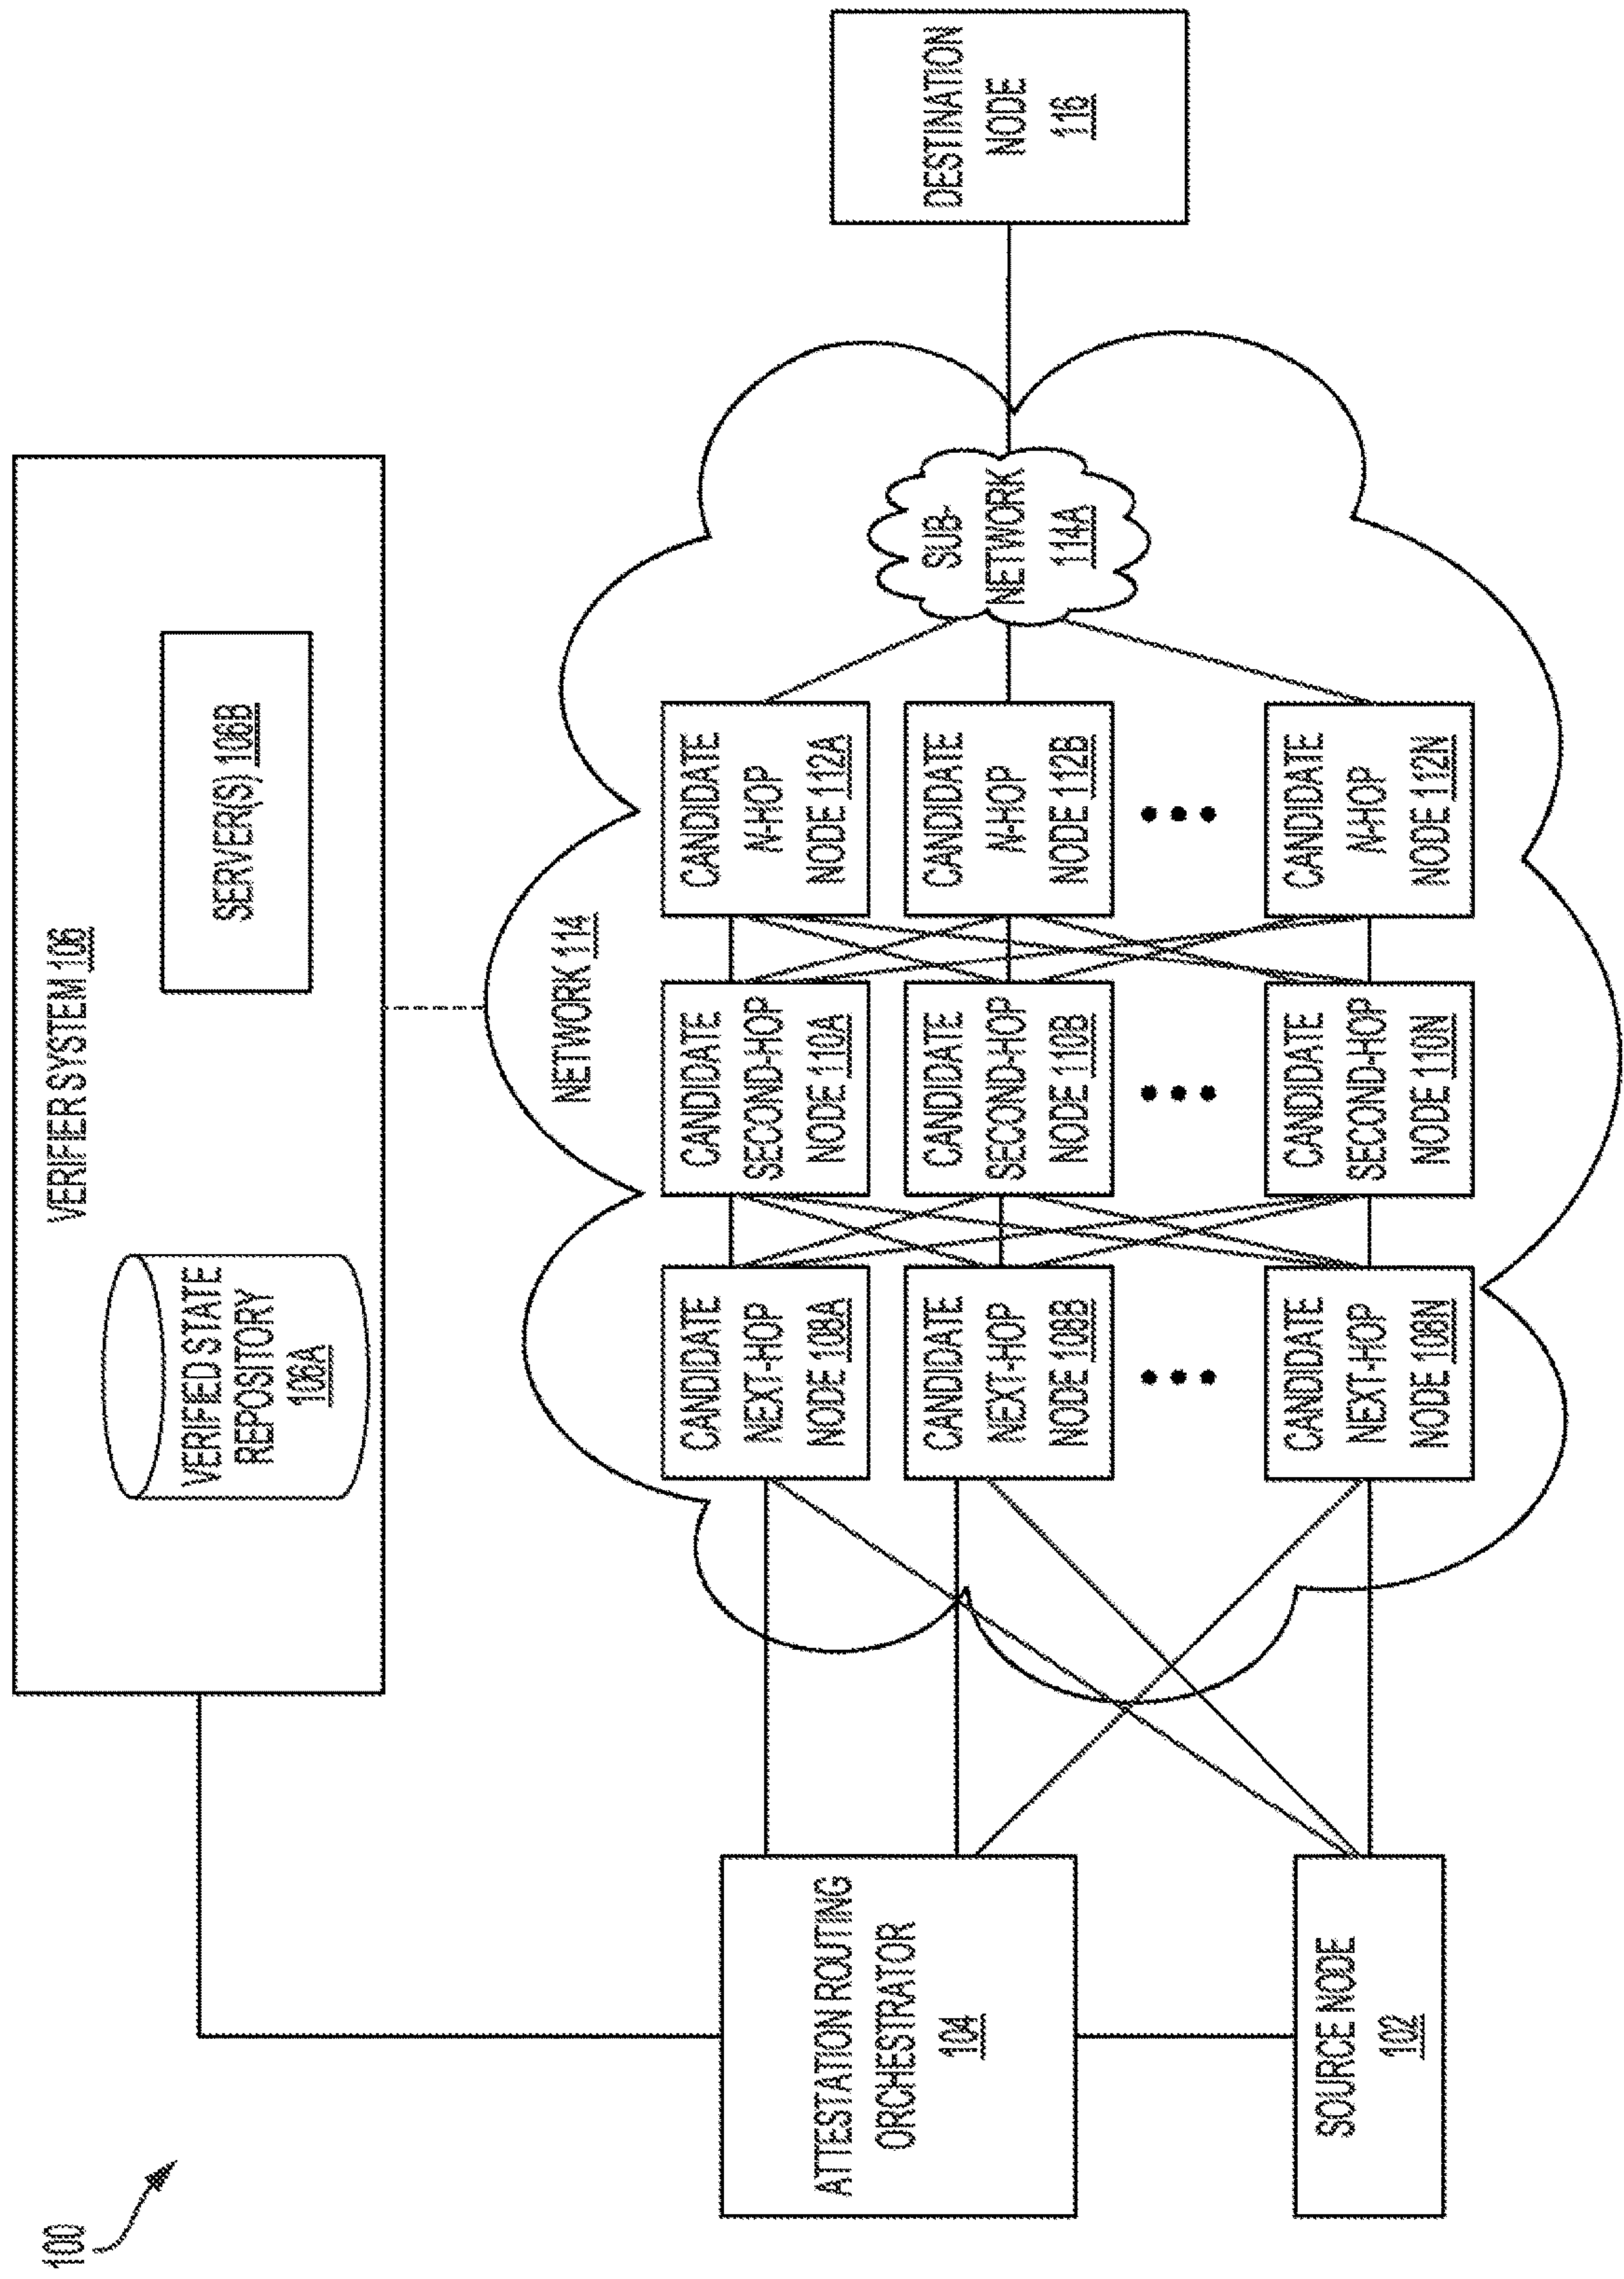 100
VERIFIER SYSTEM 106
VERIFIED STATE
REPOSITORY
106A
SERVER(S) 106B
NETWORK 114
ATTESTATION ROUTING
ORCHESTRATOR
104
SOURCE NODE
102
CANDIDATE
NEXT-HOP
NODE 108A
CANDIDATE
SECOND-HOP
NODE 110A
CANDIDATE
N-HOP
NODE 112A
CANDIDATE
NEXT-HOP
NODE 108B
CANDIDATE
SECOND-HOP
NODE 110B
CANDIDATE
N-HOP
NODE 112B
CANDIDATE
NEXT-HOP
NODE 108N
CANDIDATE
SECOND-HOP
NODE 110N
CANDIDATE
N-HOP
NODE 112N
SUB-
NETWORK
114A
DESTINATION
NODE
116